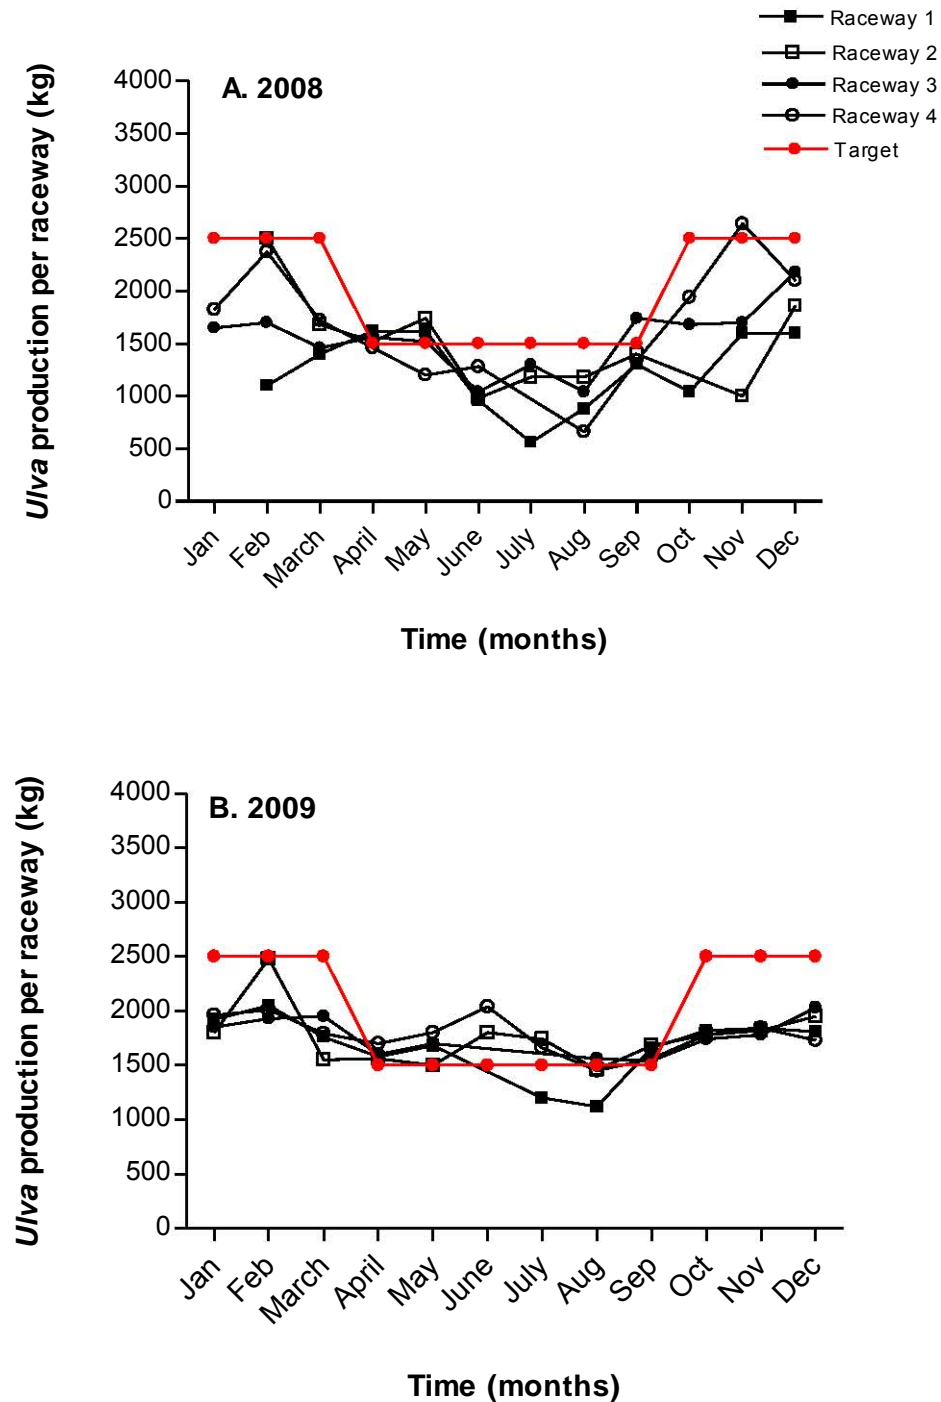 Raceway 1
Raceway 2
Raceway 3
Raceway 4
Target
A. 2008
Ulva production per raceway (kg)
4000
3500
3000
2500
2000
1500
1000
500
0
Jan
Feb
March
April
May
June
July
Aug
Sep
Oct
Nov
Dec
Time (months)
B. 2009
Ulva production per raceway (kg)
4000
3500
3000
2500
2000
1500
1000
500
0
Jan
Feb
March
April
May
June
July
Aug
Sep
Oct
Nov
Dec
Time (months)